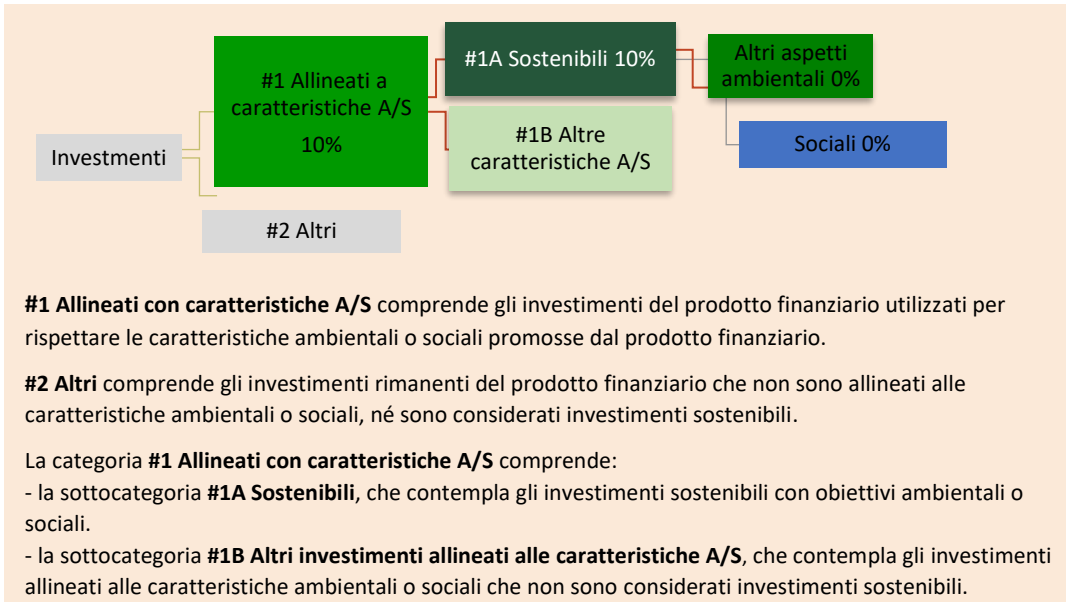 #1A Sostenibili 10%
Altri aspetti
ambientali 0%
#1 Allineati a
caratteristiche A/S
10%
#1B Altre
caratteristiche A/S
Sociali 0%
Investmenti
#2 Altri
#1 Allineati con caratteristiche A/S comprende gli investimenti del prodotto finanziario utilizzati per
rispettare le caratteristiche ambientali o sociali promosse dal prodotto finanziario.
#2 Altri comprende gli investimenti rimanenti del prodotto finanziario che non sono allineati alle
caratteristiche ambientali o sociali, né sono considerati investimenti sostenibili.
La categoria #1 Allineati con caratteristiche A/S comprende:
- la sottocategoria #1A Sostenibili, che contempla gli investimenti sostenibili con obiettivi ambientali o
sociali.
- la sottocategoria #1B Altri investimenti allineati alle caratteristiche A/S, che contempla gli investimenti
allineati alle caratteristiche ambientali o sociali che non sono considerati investimenti sostenibili.